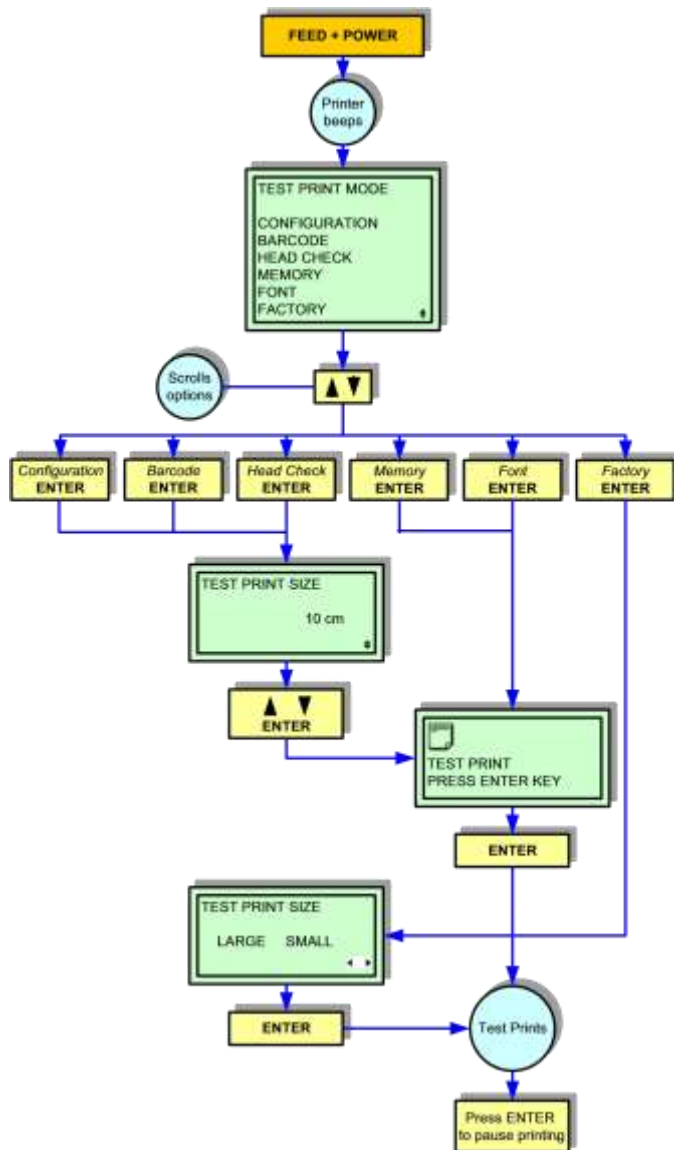 FEED + POWER
Printer
beeps
TEST PRINT MODE
CONFIGURATION
BARCODE
HEAD CHECK
MEMORY
FONT
FACTORY
Scrolls
options
Configuration
ENTER
Barcode
ENTER
Head Check
ENTER
Memory
ENTER
Font
ENTER
Factory
ENTER
TEST PRINT SIZE
10 cm
ENTER
TEST PRINT
PRESS ENTER KEY
ENTER
TEST PRINT SIZE
LARGE SMALL
ENTER
Test Prints
Press ENTER
to pause printing